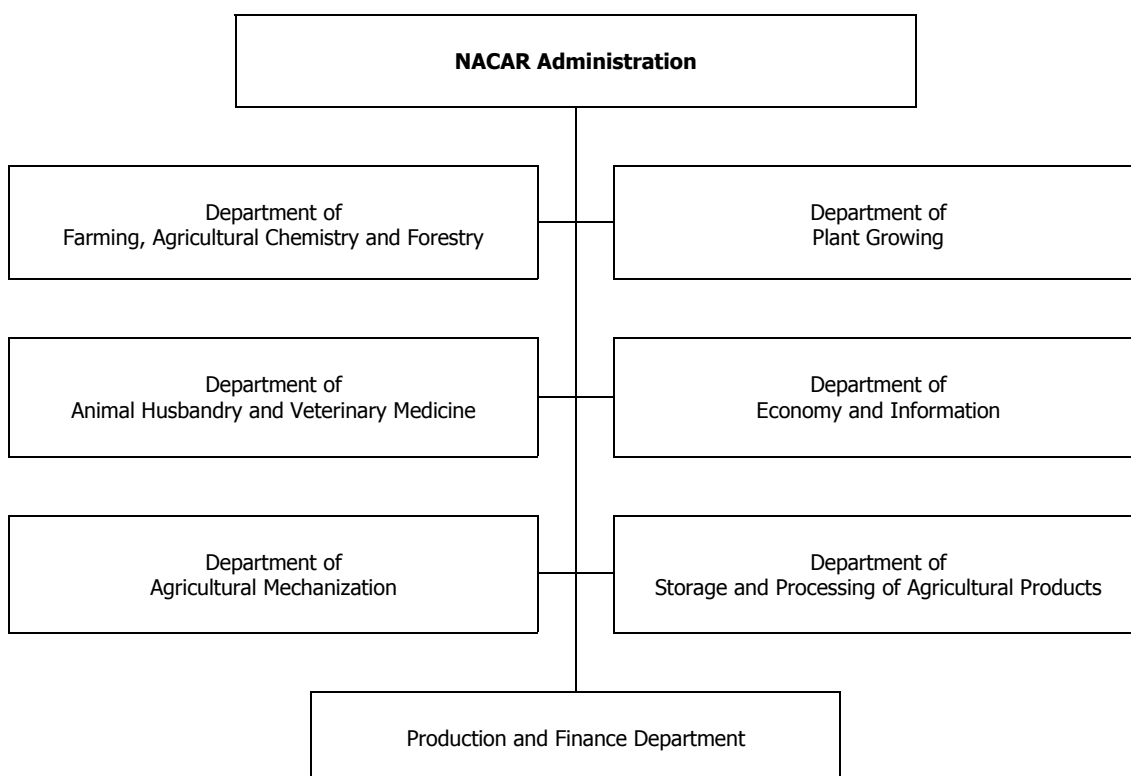 NACAR Administration
Department of
Farming, Agricultural Chemistry and Forestry
Department of
Plant Growing
Department of
Animal Husbandry and Veterinary Medicine
Department of
Economy and Information
Department of
Agricultural Mechanization
Department of
Storage and Processing of Agricultural Products
Production and Finance Department